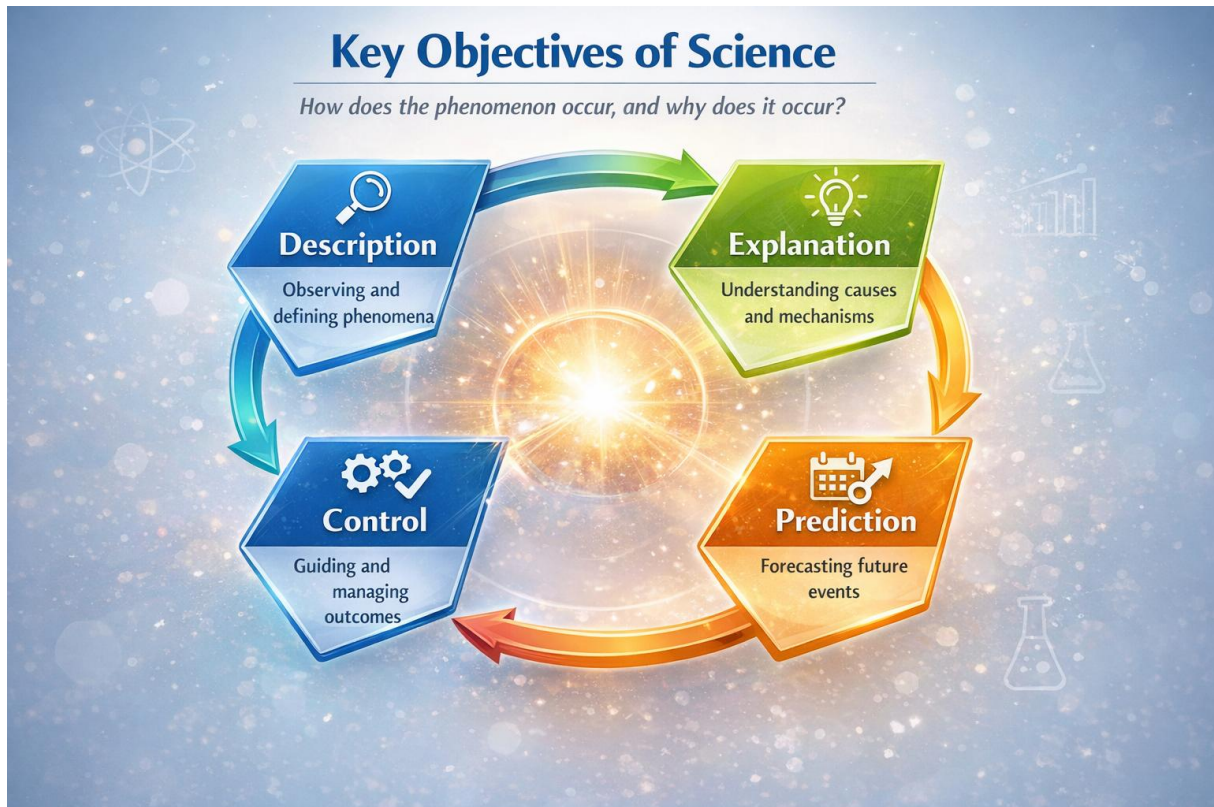 Key Objectives of Science
How does the phenomenon occur, and why does it occur?
Description
Observing and
defining phenomena
Explanation
Understanding causes
and mechanisms
Control
Guiding and
managing
outcomes
Prediction
Forecasting future
events